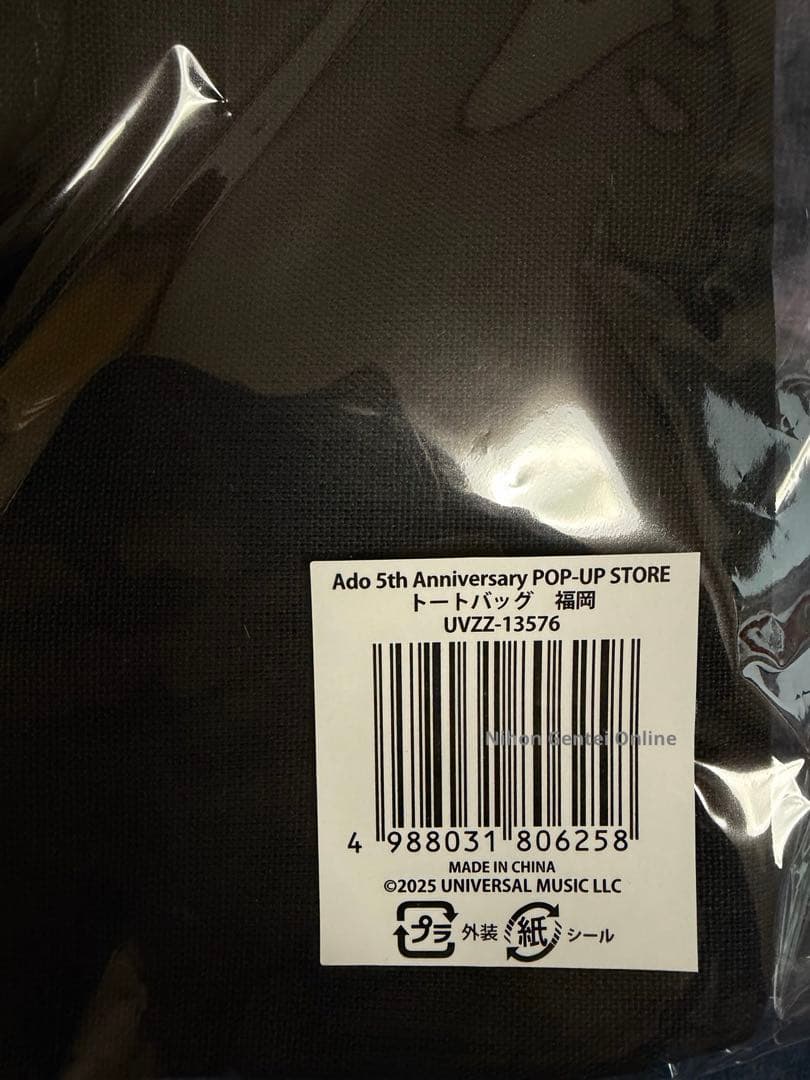 Ado 5th Anniversary POP-UP STORE
トートバッグ　福岡
UVZZ-13576
Nihon Gentei Online
4 988031 806258
MADE IN CHINA
©2025 UNIVERSAL MUSIC LLC
プラ 外装 紙 シール